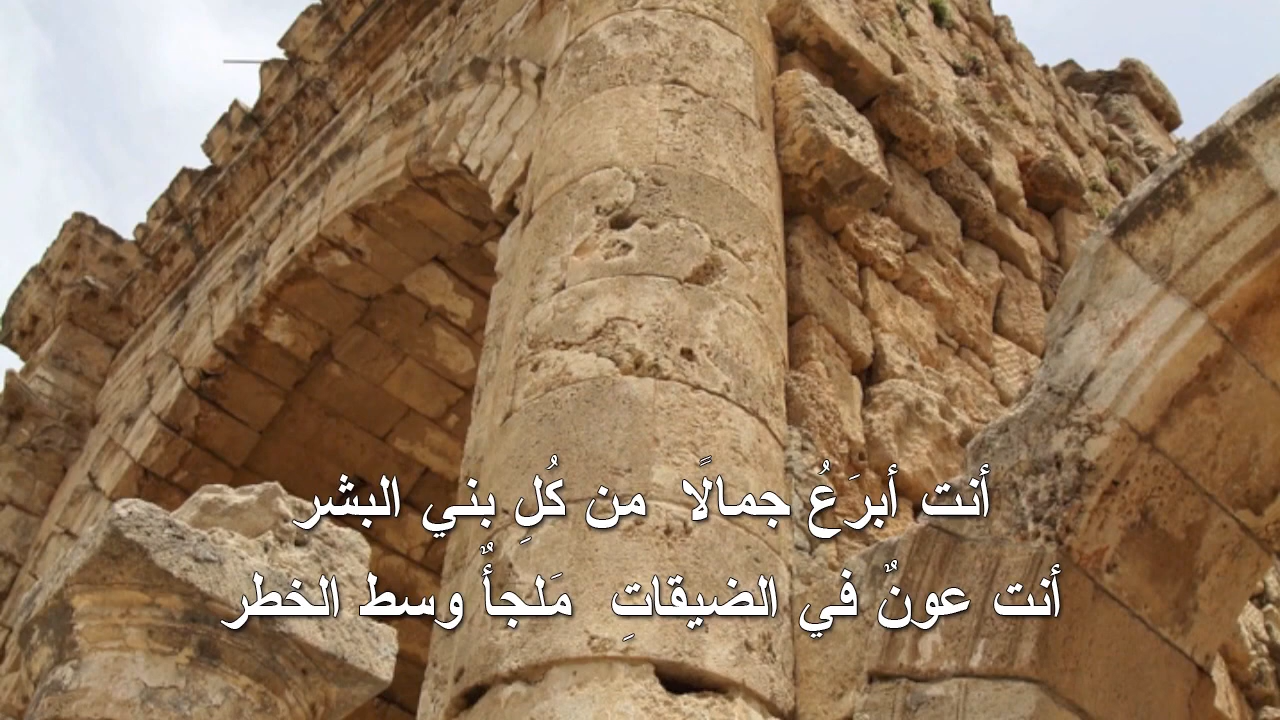 أنت أبرَعُ جمالًا من كُلِ بني البشر
أنت عونٌ في الضيقاتِ مَلجأٌ وسط الخطر